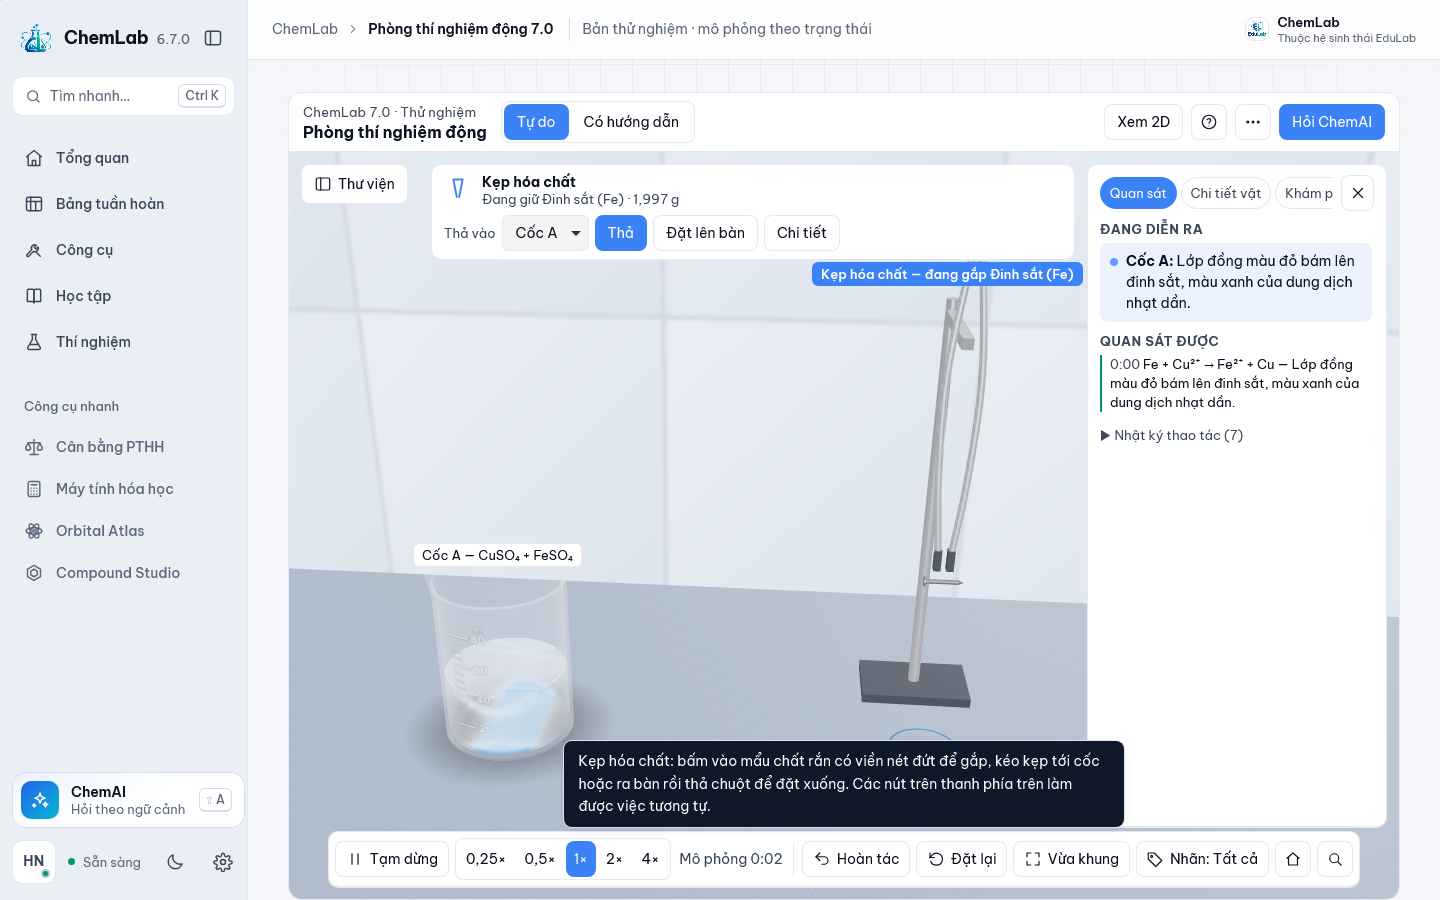 ChemLab 6.7.0
Tìm nhanh... Ctrl K
Tổng quan
Bảng tuần hoàn
Công cụ
Học tập
Thí nghiệm
Công cụ nhanh
Cân bằng PTHH
Máy tính hóa học
Orbital Atlas
Compound Studio
ChemAI
Hỏi theo ngữ cảnh
⇧ A
HN
Sẵn sàng
ChemLab > Phòng thí nghiệm động 7.0
Bản thử nghiệm · mô phỏng theo trạng thái
ChemLab
Thuộc hệ sinh thái EduLab
ChemLab 7.0 · Thử nghiệm
Phòng thí nghiệm động
Tự do
Có hướng dẫn
Xem 2D
Hỏi ChemAI
Thư viện
Kẹp hóa chất
Đang giữ Đinh sắt (Fe) · 1,997 g
Thả vào Cốc A Thả Đặt lên bàn Chi tiết
Kẹp hóa chất — đang gắp Đinh sắt (Fe)
Cốc A — CuSO₄ + FeSO₄
80
60
40
20
Quan sát Chi tiết vật Khám p
ĐANG DIỄN RA
Cốc A: Lớp đồng màu đỏ bám lên
đinh sắt, màu xanh của dung dịch
nhạt dần.
QUAN SÁT ĐƯỢC
0:00 Fe + Cu²⁺ → Fe²⁺ + Cu — Lớp đồng
màu đỏ bám lên đinh sắt, màu xanh của
dung dịch nhạt dần.
▶ Nhật ký thao tác (7)
Kẹp hóa chất: bấm vào mẩu chất rắn có viền nét đứt để gắp, kéo kẹp tới cốc
hoặc ra bàn rồi thả chuột để đặt xuống. Các nút trên thanh phía trên làm
được việc tương tự.
Tạm dừng 0,25× 0,5× 1× 2× 4× Mô phỏng 0:02 Hoàn tác Đặt lại Vừa khung Nhãn: Tất cả